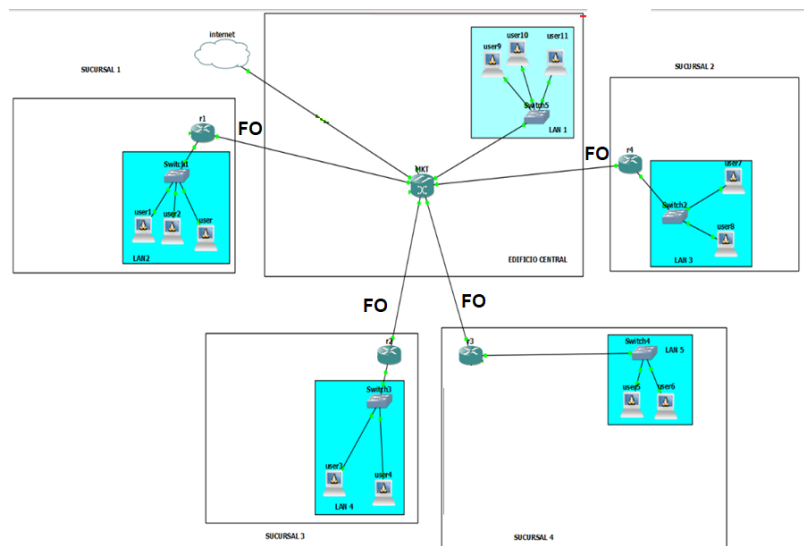 internet
SUCURSAL 1
user9
user10
user11
Switch5
LAN 1
SUCURSAL 2
r1
FO
Switch1
user1
user2
user
LAN2
MKT
EDIFICIO CENTRAL
FO
r4
user7
Switch2
user8
LAN 3
FO
r2
Switch3
user3
user4
LAN 4
SUCURSAL 3
FO
r3
Switch4
LAN 5
user5
user6
SUCURSAL 4